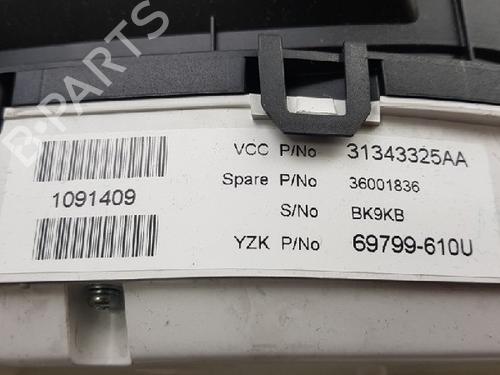 B-PARTS
VCC P/No 31343325AA
Spare P/No 36001836
S/No BK9KB
YZK P/No 69799-610U
1091409